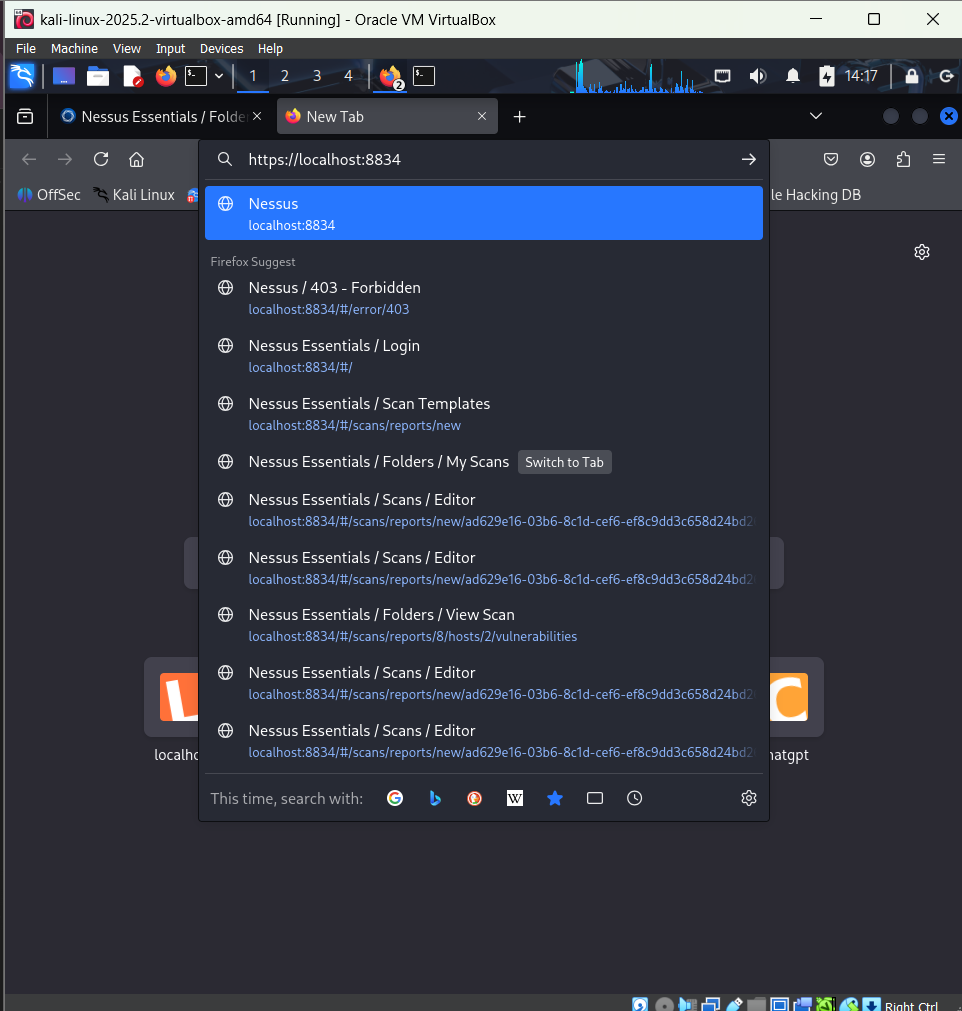 kali-linux-2025.2-virtualbox-amd64 [Running] - Oracle VM VirtualBox
File Machine View Input Devices Help
1 2 3 4 2 14:17
Nessus Essentials / Folde New Tab
https://localhost:8834
OffSec Kali Linux le Hacking DB
Nessus
localhost:8834
Firefox Suggest
Nessus / 403 - Forbidden
localhost:8834/#/error/403
Nessus Essentials / Login
localhost:8834/#/
Nessus Essentials / Scan Templates
localhost:8834/#/scans/reports/new
Nessus Essentials / Folders / My Scans Switch to Tab
Nessus Essentials / Scans / Editor
localhost:8834/#/scans/reports/new/ad629e16-03b6-8c1d-cef6-ef8c9dd3c658d24bd2
Nessus Essentials / Scans / Editor
localhost:8834/#/scans/reports/new/ad629e16-03b6-8c1d-cef6-ef8c9dd3c658d24bd2
Nessus Essentials / Folders / View Scan
localhost:8834/#/scans/reports/8/hosts/2/vulnerabilities
Nessus Essentials / Scans / Editor
localhost:8834/#/scans/reports/new/ad629e16-03b6-8c1d-cef6-ef8c9dd3c658d24bd2
Nessus Essentials / Scans / Editor
localhost:8834/#/scans/reports/new/ad629e16-03b6-8c1d-cef6-ef8c9dd3c658d24bd2
localho hatgpt
This time, search with: W
Right Ctrl